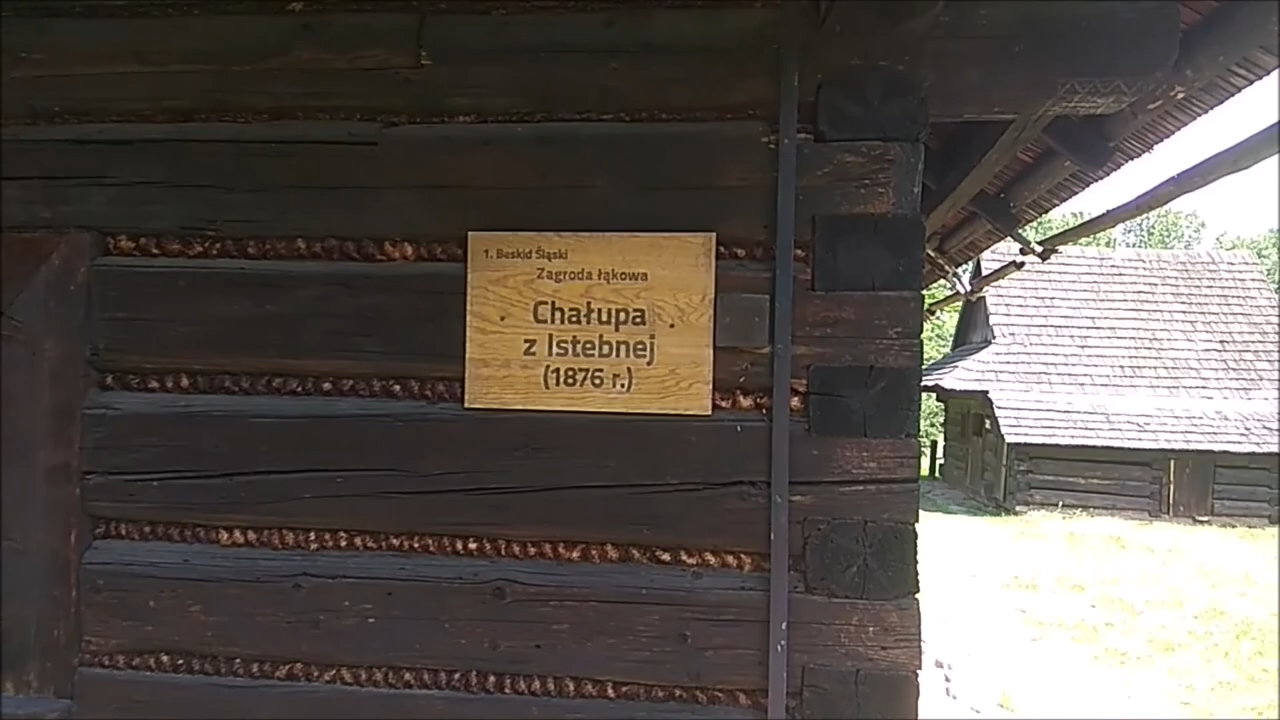 1. Beskid Śląski
Zagroda łąkowa
Chałupa
z Istebnej
(1876 r.)